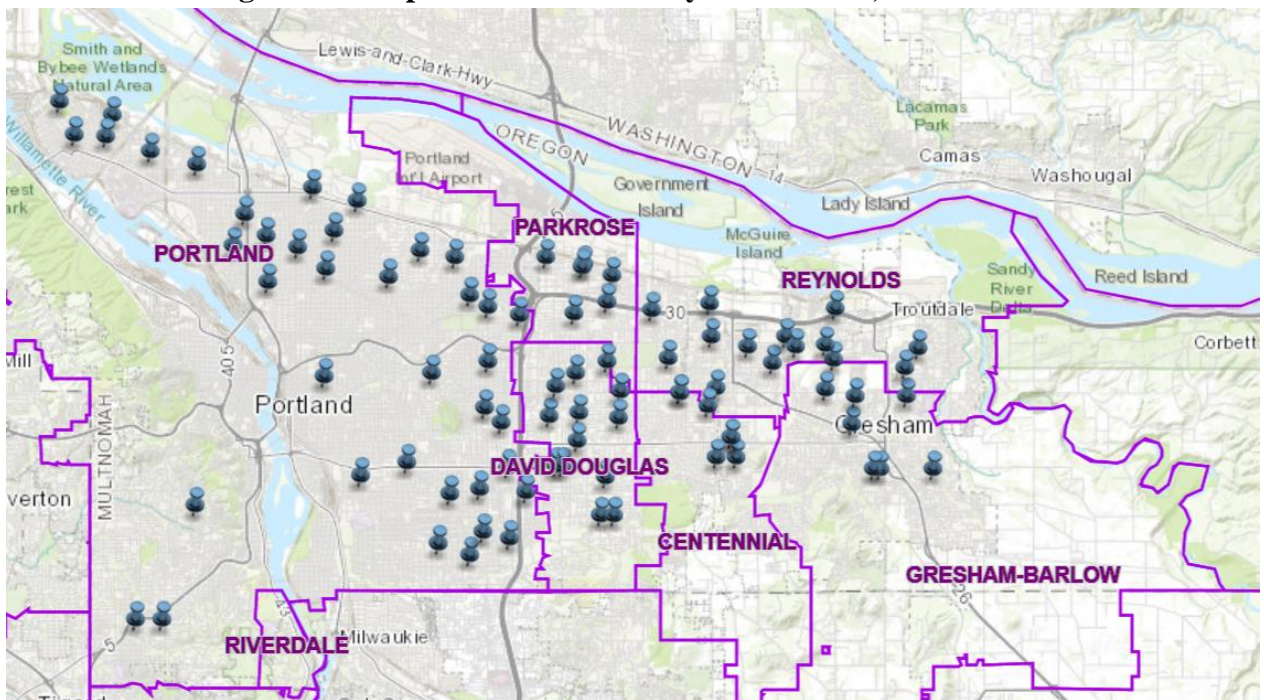 Smith and
Bybee Wetlands
Natural Area
Lewis-and-Clark-Hwy
WASHINGTON
14
OREGON
Lacamas
Park
Camas
Washougal
Willamette River
Portland
Int'l Airport
Government
Island
Lady Island
PARKROSE
PORTLAND
McGuire
Island
REYNOLDS
Sandy
River
Delta
Reed Island
30
Troutdale
Corbett
405
Portland
Gresham
MULTNOMAH
DAVID DOUGLAS
CENTENNIAL
GRESHAM-BARLOW
26
43
5
RIVERDALE
Milwaukie